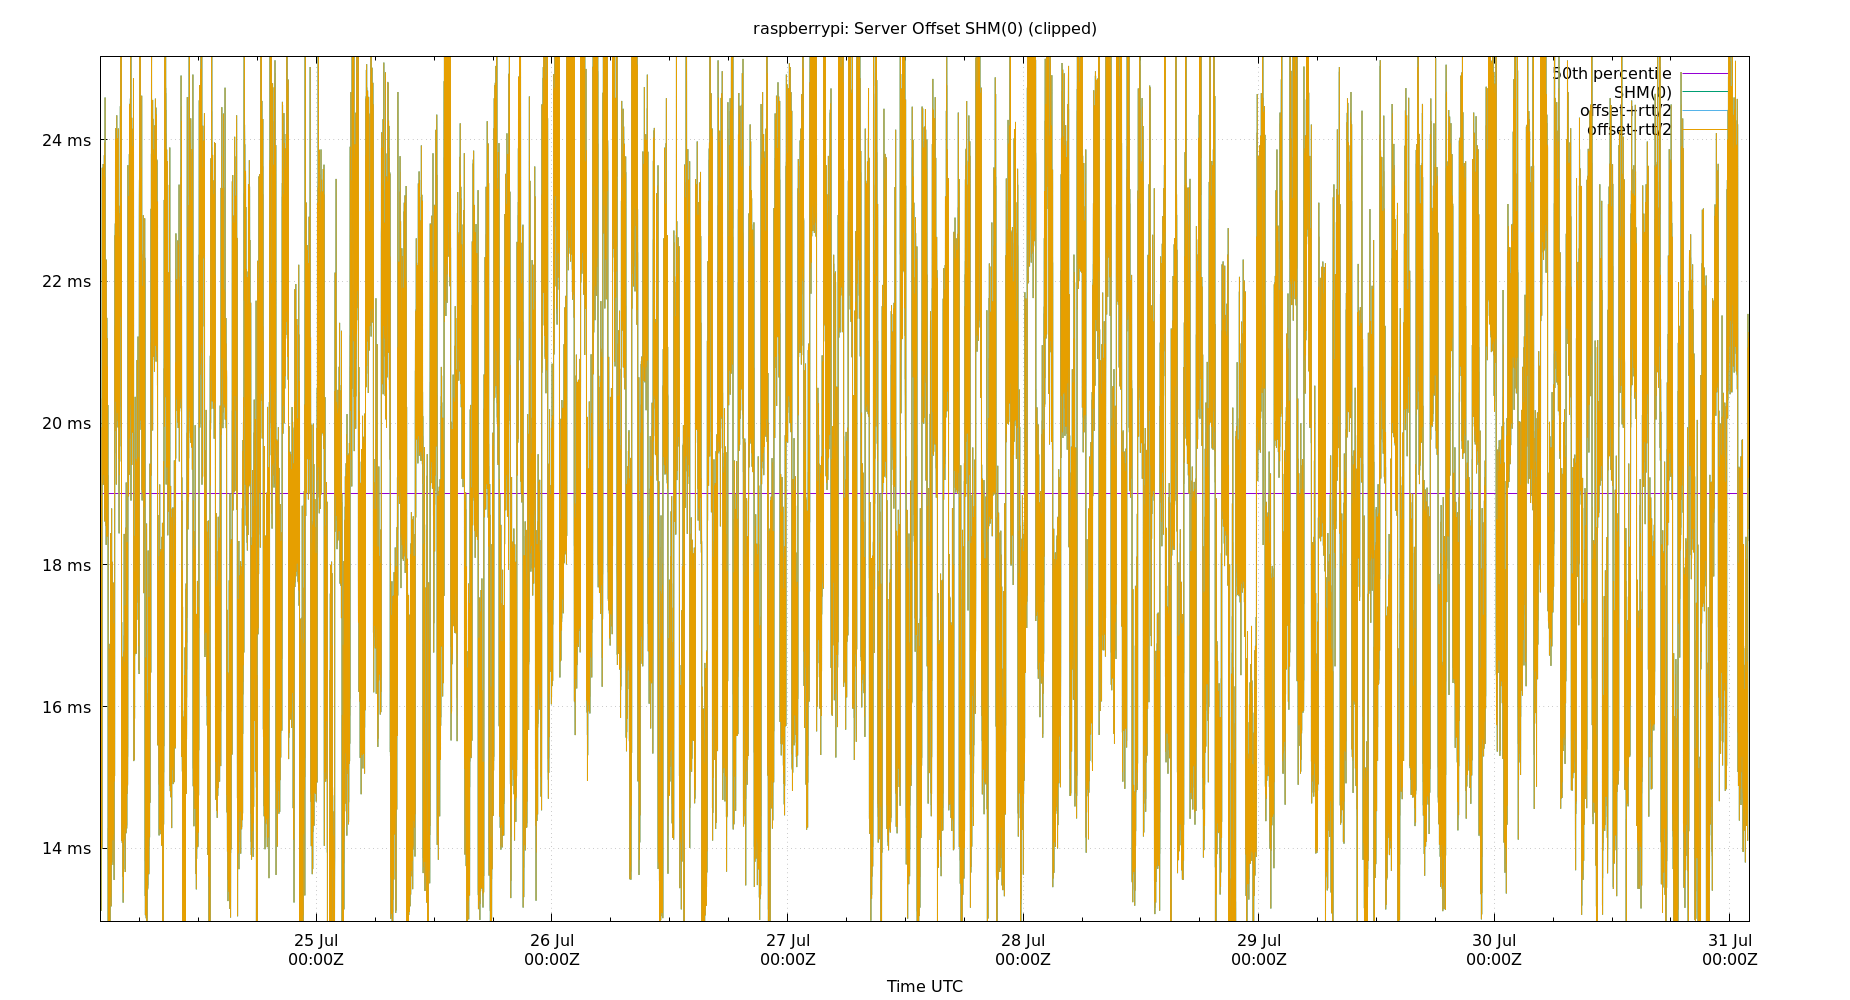 raspberrypi: Server Offset SHM(0) (clipped)
50th percentile
SHM(0)
offset+rtt/2
offset-rtt/2
24 ms
22 ms
20 ms
18 ms
16 ms
14 ms
25 Jul 26 Jul 27 Jul 28 Jul 29 Jul 30 Jul 31 Jul
00:00Z 00:00Z 00:00Z 00:00Z 00:00Z 00:00Z 00:00Z
Time UTC